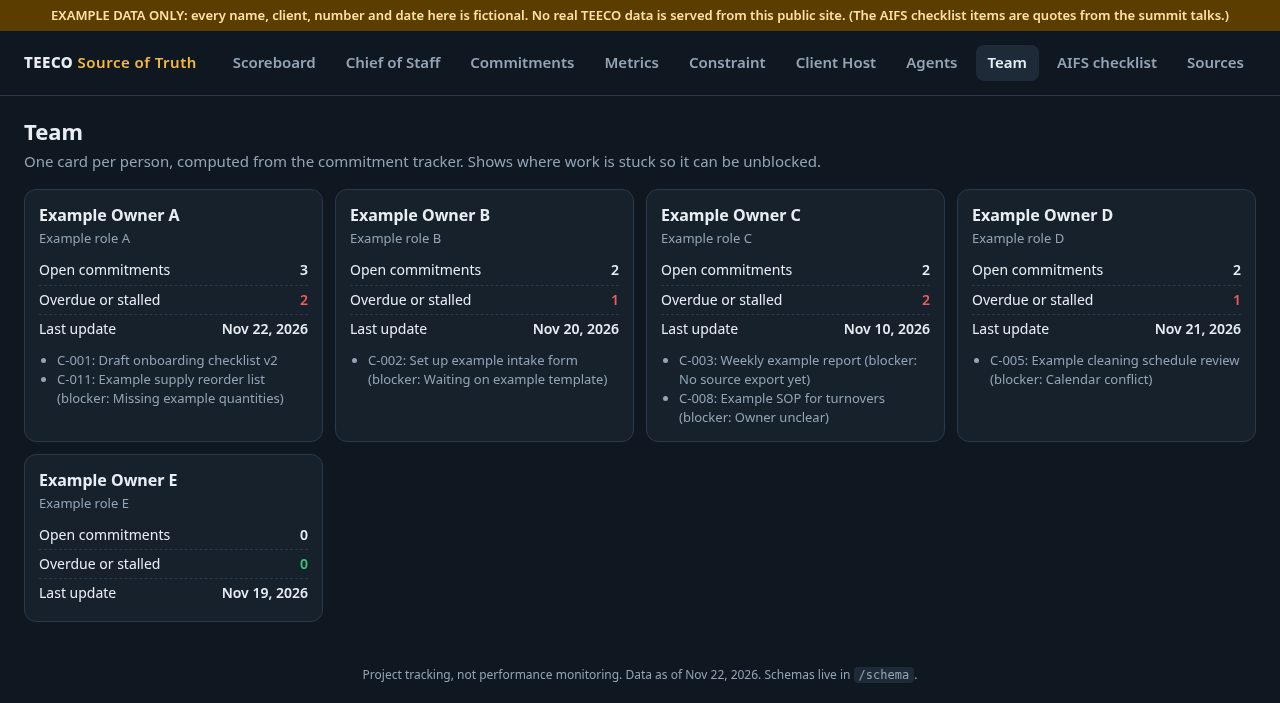 EXAMPLE DATA ONLY: every name, client, number and date here is fictional. No real TEECO data is served from this public site. (The AIFS checklist items are quotes from the summit talks.)
TEECO Source of Truth
Scoreboard
Chief of Staff
Commitments
Metrics
Constraint
Client Host
Agents
Team
AIFS checklist
Sources
Team
One card per person, computed from the commitment tracker. Shows where work is stuck so it can be unblocked.
Example Owner A
Example role A
Open commitments 3
Overdue or stalled 2
Last update Nov 22, 2026
• C-001: Draft onboarding checklist v2
• C-011: Example supply reorder list
(blocker: Missing example quantities)
Example Owner B
Example role B
Open commitments 2
Overdue or stalled 1
Last update Nov 20, 2026
• C-002: Set up example intake form
(blocker: Waiting on example template)
Example Owner C
Example role C
Open commitments 2
Overdue or stalled 2
Last update Nov 10, 2026
• C-003: Weekly example report (blocker:
No source export yet)
• C-008: Example SOP for turnovers
(blocker: Owner unclear)
Example Owner D
Example role D
Open commitments 2
Overdue or stalled 1
Last update Nov 21, 2026
• C-005: Example cleaning schedule review
(blocker: Calendar conflict)
Example Owner E
Example role E
Open commitments 0
Overdue or stalled 0
Last update Nov 19, 2026
Project tracking, not performance monitoring. Data as of Nov 22, 2026. Schemas live in /schema.